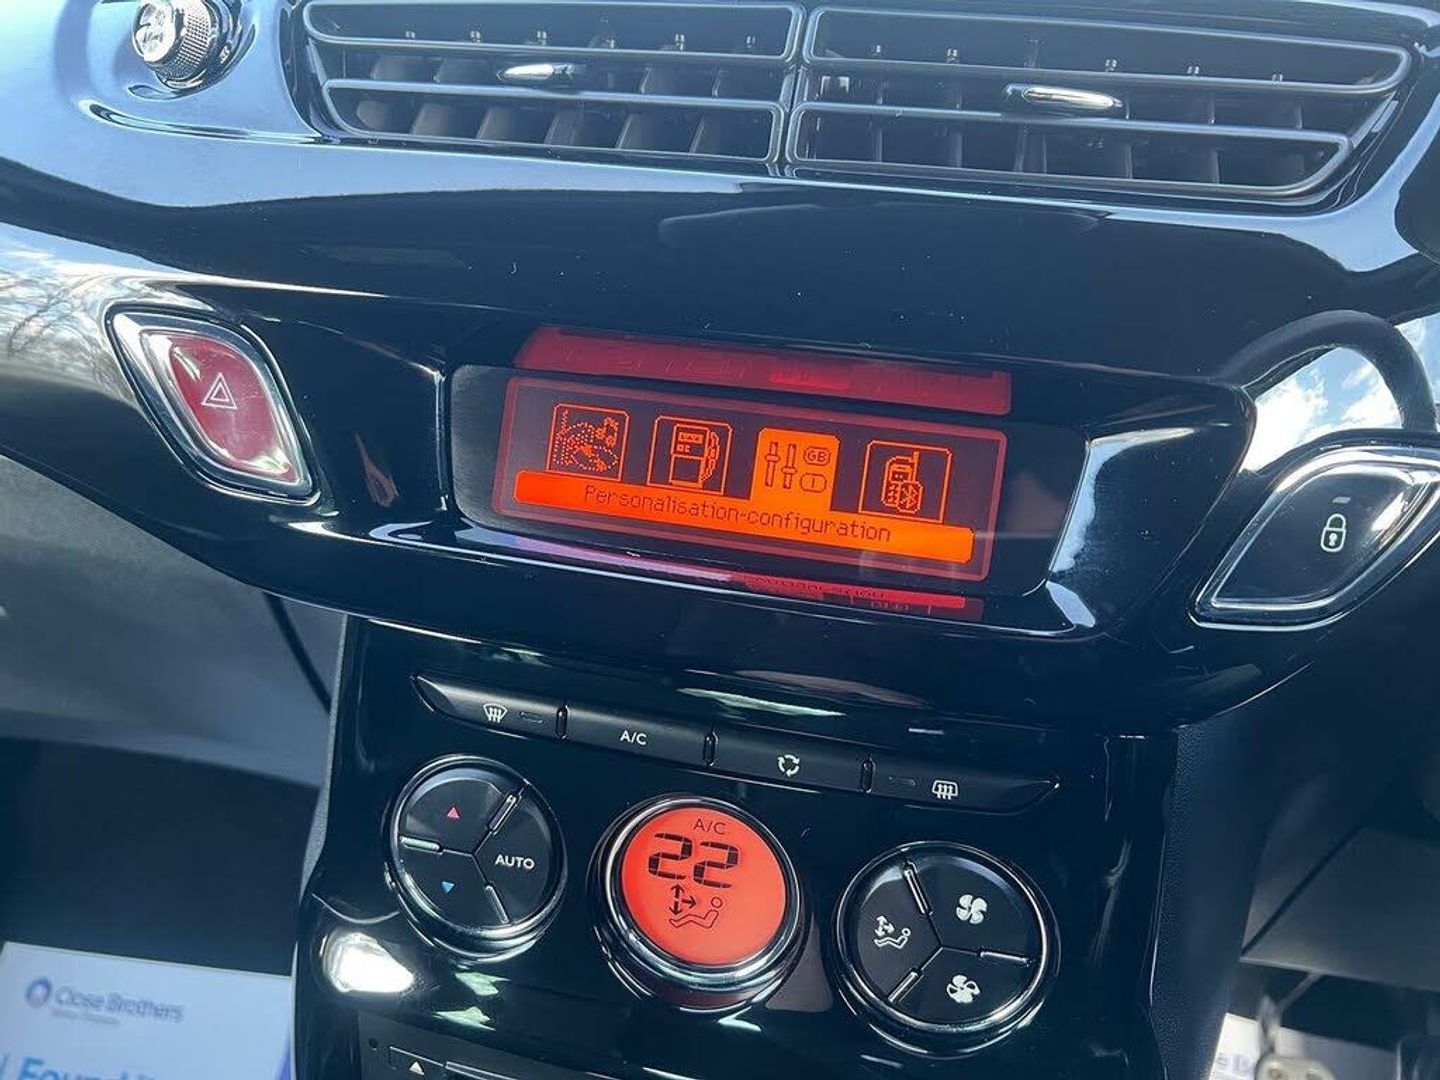 GB
Personalisation-configuration
A/C
AUTO
A/C
22
Close Brothers